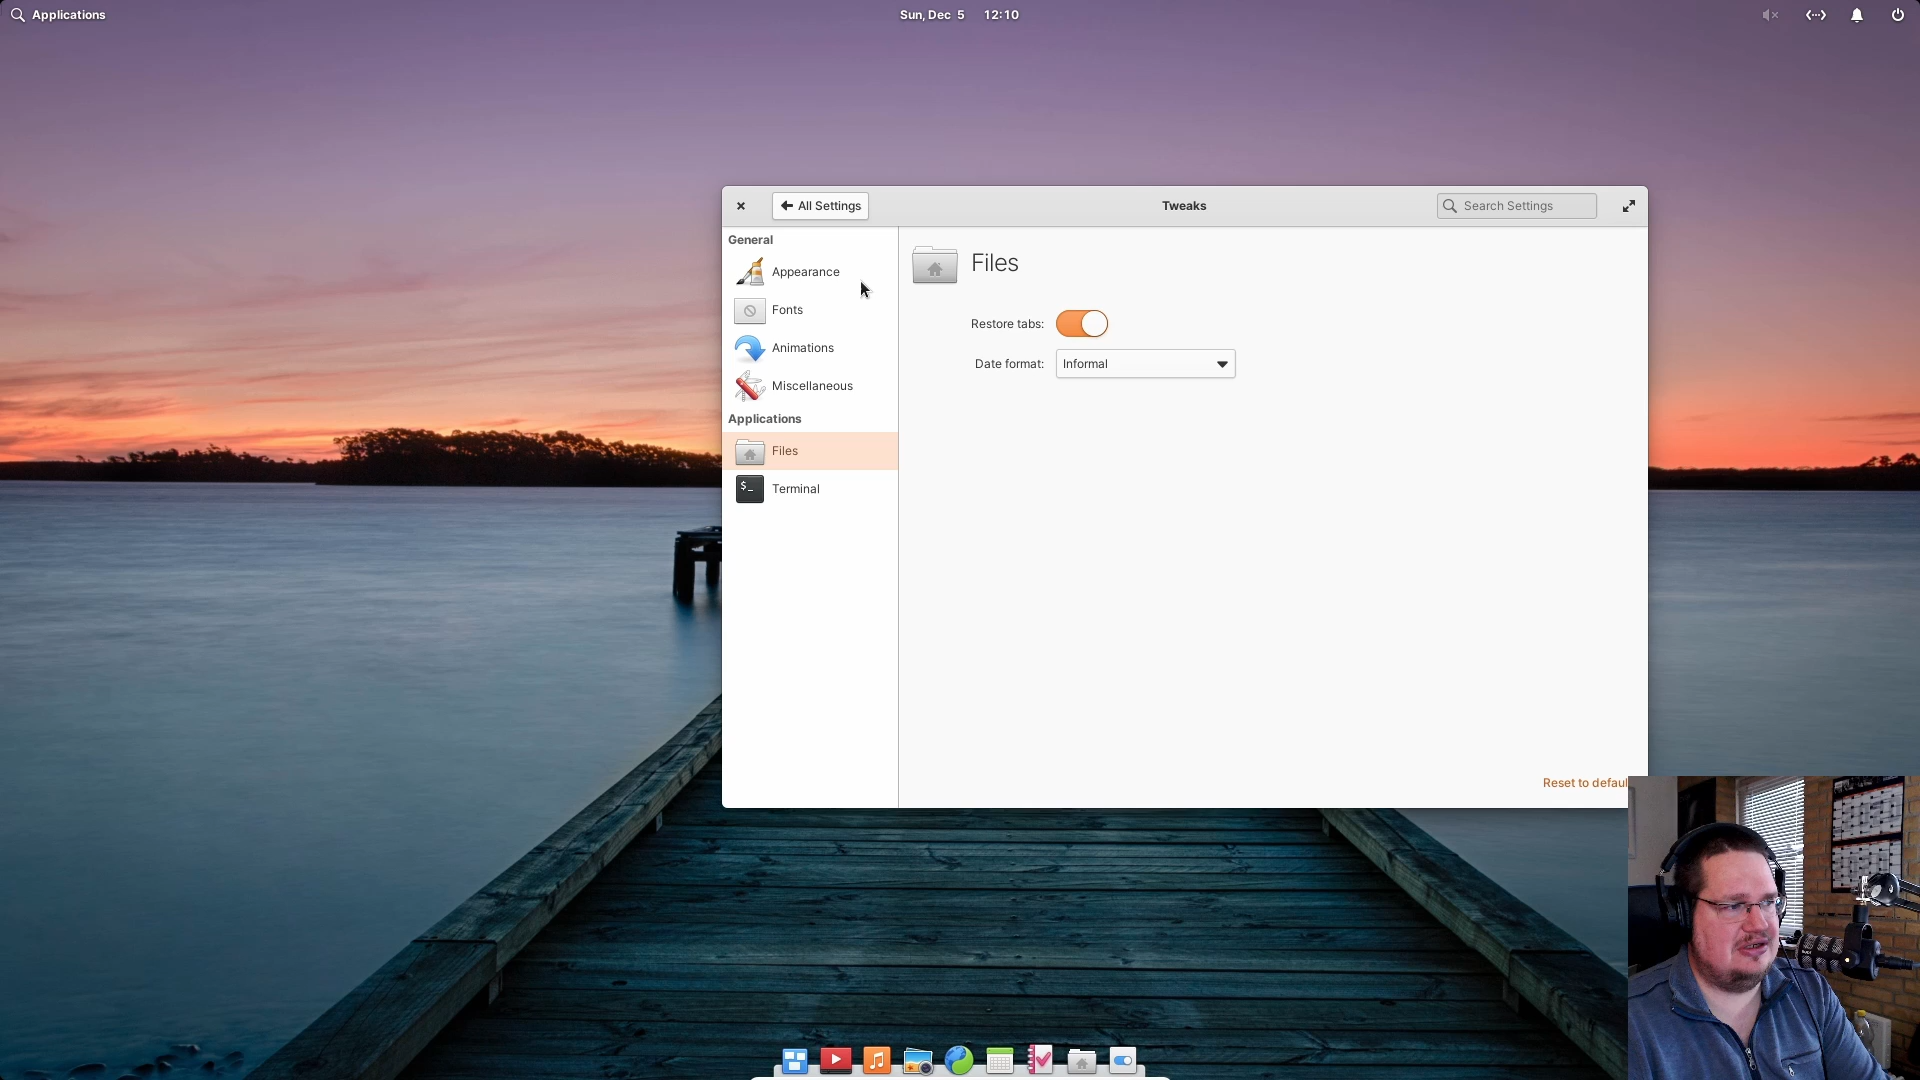 Applications
Sun, Dec 5 12:10
All Settings
Tweaks
Search Settings
General
Appearance
Fonts
Animations
Miscellaneous
Applications
Files
Terminal
Files
Restore tabs:
Date format:
Informal
Reset to defaul
$_